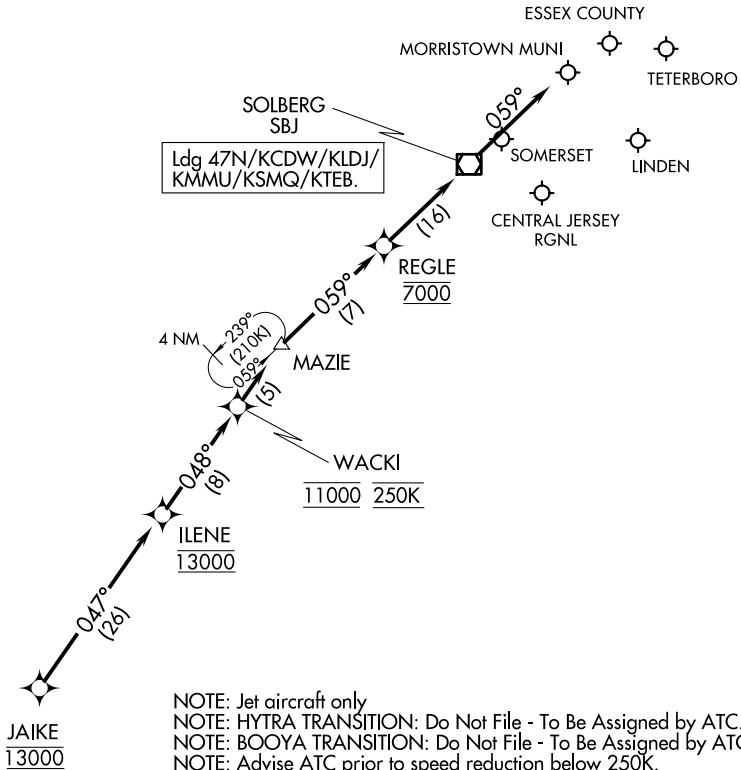 ESSEX COUNTY
MORRISTOWN MUNI
TETERBORO
SOLBERG
SBJ
059°
Ldg 47N/KCDW/KLDJ/
KMMU/KSMQ/KTEB.
SOMERSET
LINDEN
CENTRAL JERSEY
RGNL
(16)
REGLE
7000
059°
(7)
4 NM
239°
(210K)
059°
MAZIE
(5)
WACKI
11000 250K
048°
(8)
ILENE
13000
047°
(26)
JAIKE
13000
NOTE: Jet aircraft only
NOTE: HYTRA TRANSITION: Do Not File - To Be Assigned by ATC.
NOTE: BOOYA TRANSITION: Do Not File - To Be Assigned by ATC
NOTE: Advise ATC prior to speed reduction below 250K.